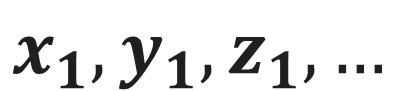 x₁, y₁, z₁, ...